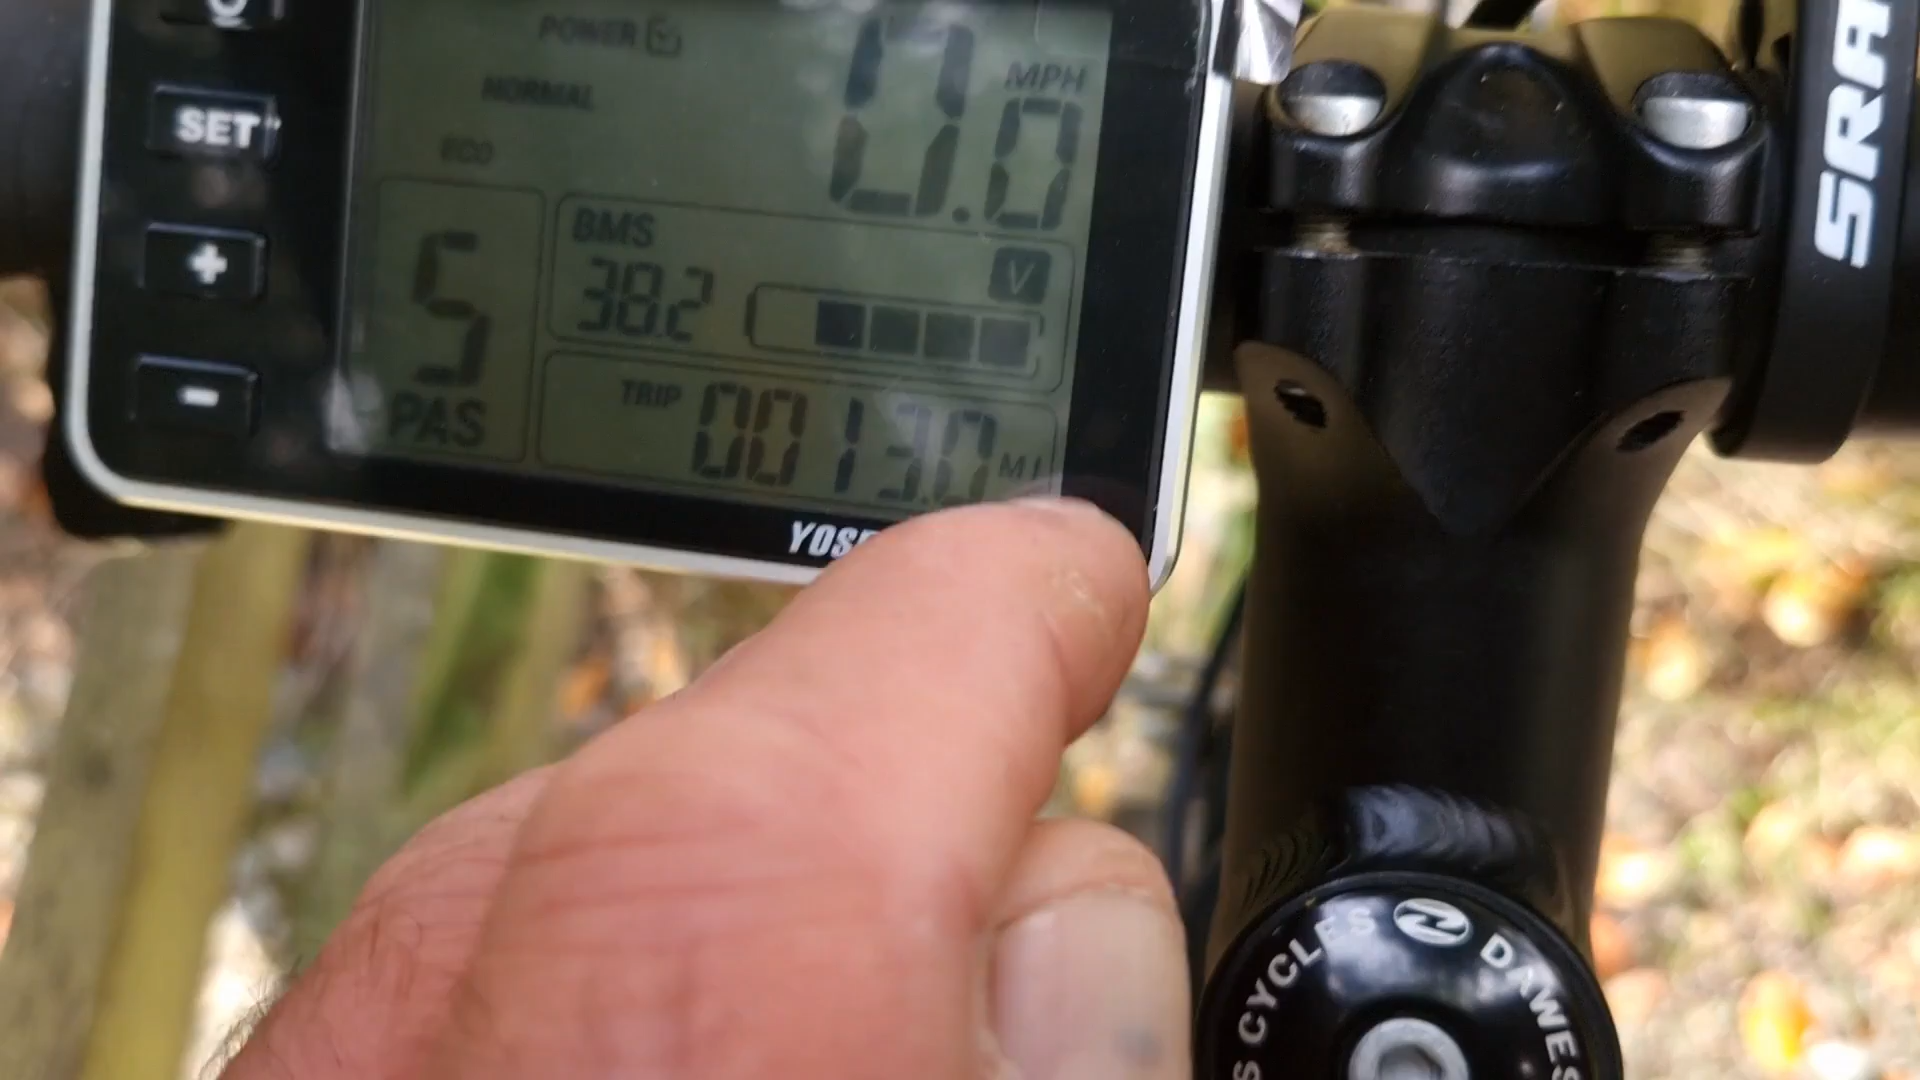 POWER
0.0
MPH
NORMAL
ECO
SET
+
-
5
PAS
BMS
38.2
V
TRIP
0013.0
MI
YOSE
SRA
CYCLES
DAWES